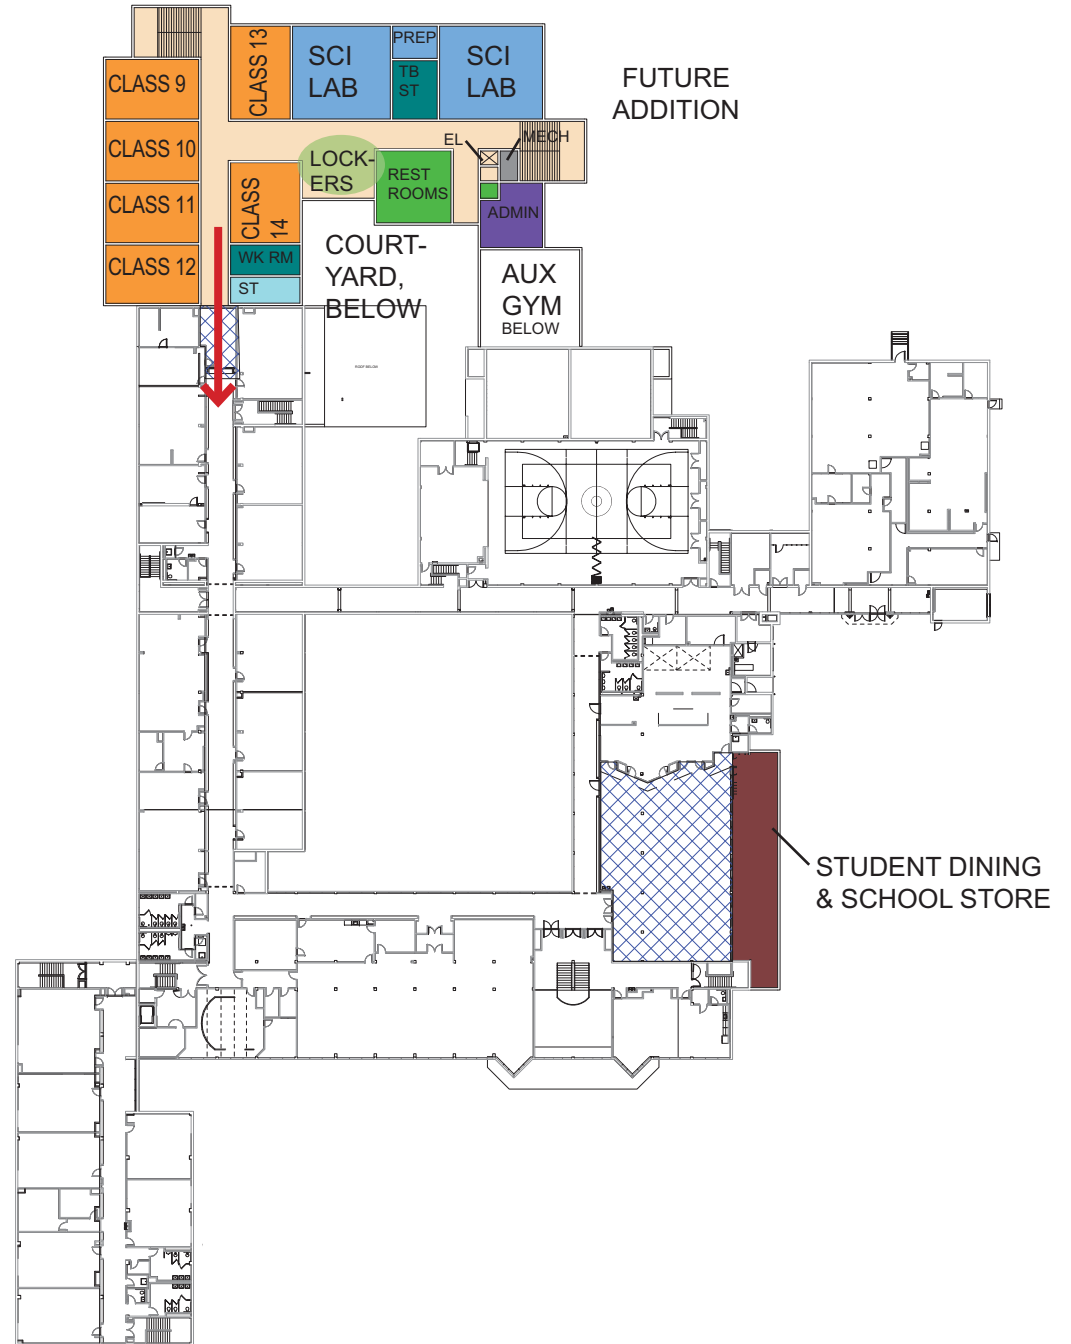 CLASS 13
SCI
LAB
PREP
TB
ST
SCI
LAB
FUTURE
ADDITION
CLASS 9
CLASS 10
CLASS 11
CLASS 12
EL
MECH
LOCK-
ERS
REST
ROOMS
CLASS
14
ADMIN
WK RM
ST
COURT-
YARD,
BELOW
AUX
GYM
BELOW
ROOF BELOW
STUDENT DINING
& SCHOOL STORE